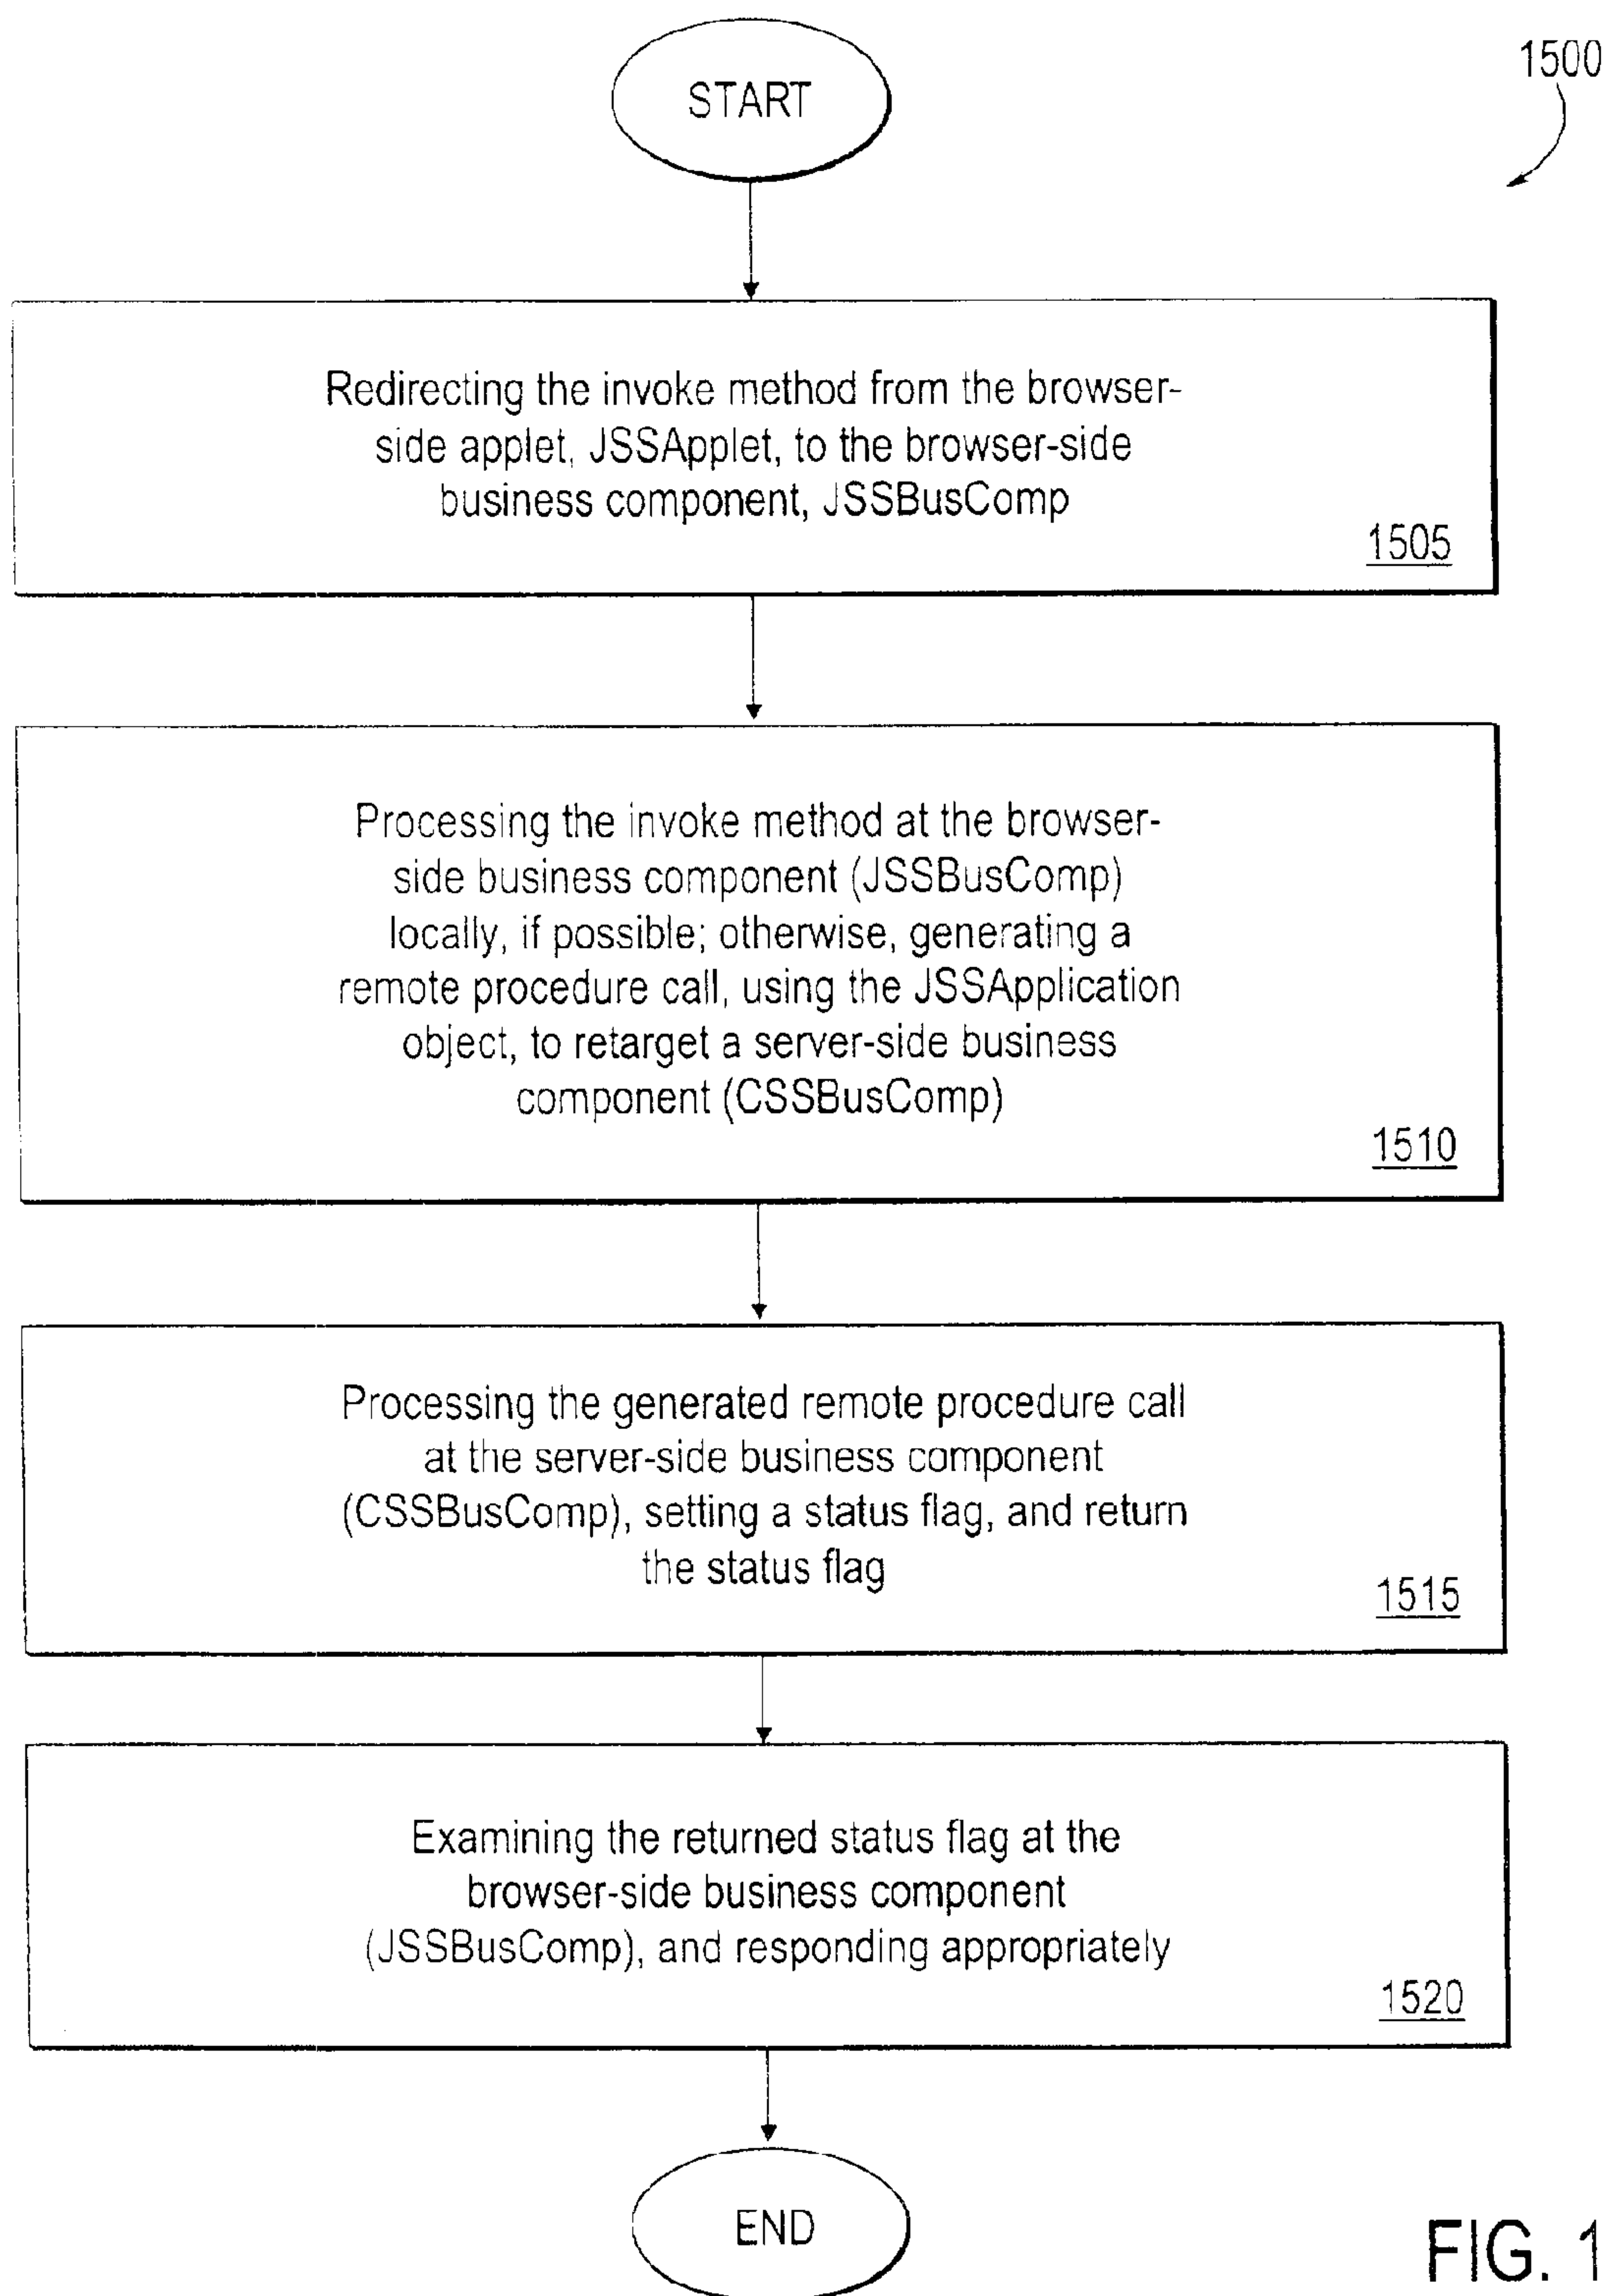 START
1500
Redirecting the invoke method from the browser-
side applet, JSSApplet, to the browser-side
business component, JSSBusComp
1505
Processing the invoke method at the browser-
side business component (JSSBusComp)
locally, if possible; otherwise, generating a
remote procedure call, using the JSSApplication
object, to retarget a server-side business
component (CSSBusComp)
1510
Processing the generated remote procedure call
at the server-side business component
(CSSBusComp), setting a status flag, and return
the status flag
1515
Examining the returned status flag at the
browser-side business component
(JSSBusComp), and responding appropriately
1520
END
FIG. 1